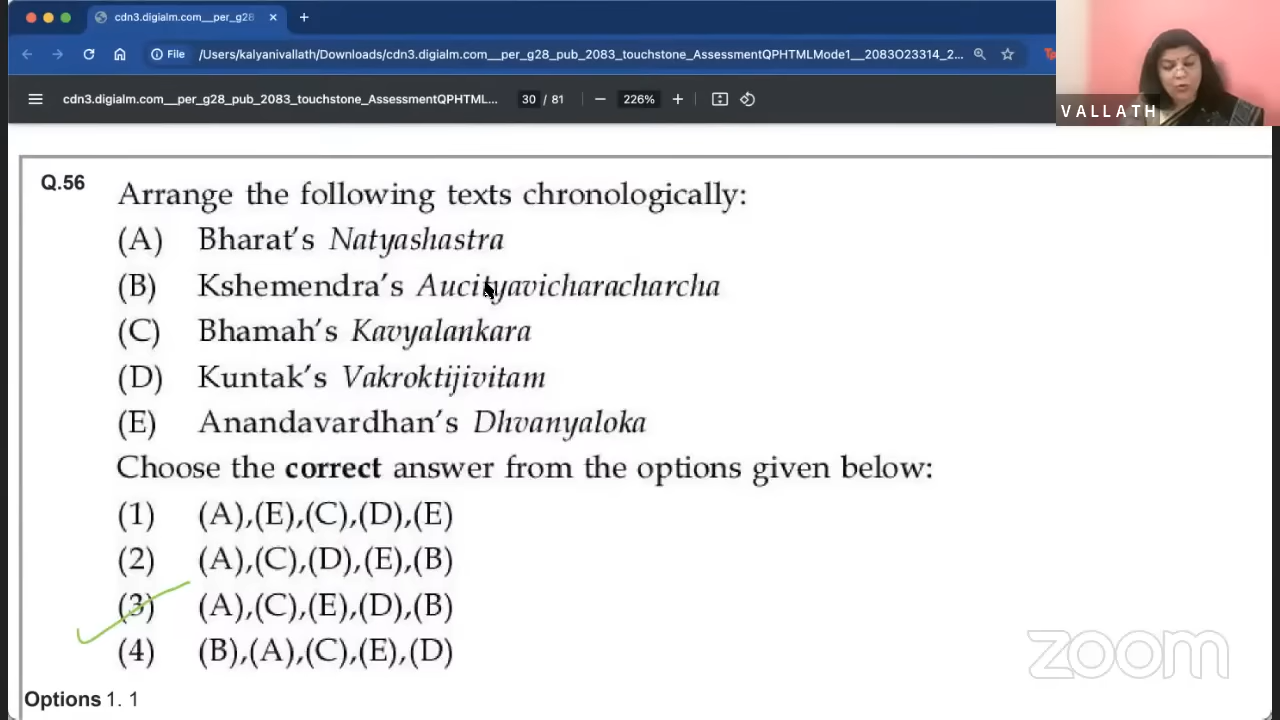 cdn3.digialm.com__per_g28
File /Users/kalyanivallath/Downloads/cdn3.digialm.com__per_g28_pub_2083_touchstone_AssessmentQPHTMLMode1__2083O23314_2...
cdn3.digialm.com__per_g28_pub_2083_touchstone_AssessmentQPHTML... 30 / 81 226%
VALLATH
Q.56 Arrange the following texts chronologically:
(A) Bharat's Natyashastra
(B) Kshemendra's Aucityavicharacharcha
(C) Bhamah's Kavyalankara
(D) Kuntak's Vakroktijivitam
(E) Anandavardhan's Dhvanyaloka
Choose the correct answer from the options given below:
(1) (A),(E),(C),(D),(E)
(2) (A),(C),(D),(E),(B)
(3) (A),(C),(E),(D),(B)
(4) (B),(A),(C),(E),(D)
zoom
Options 1. 1